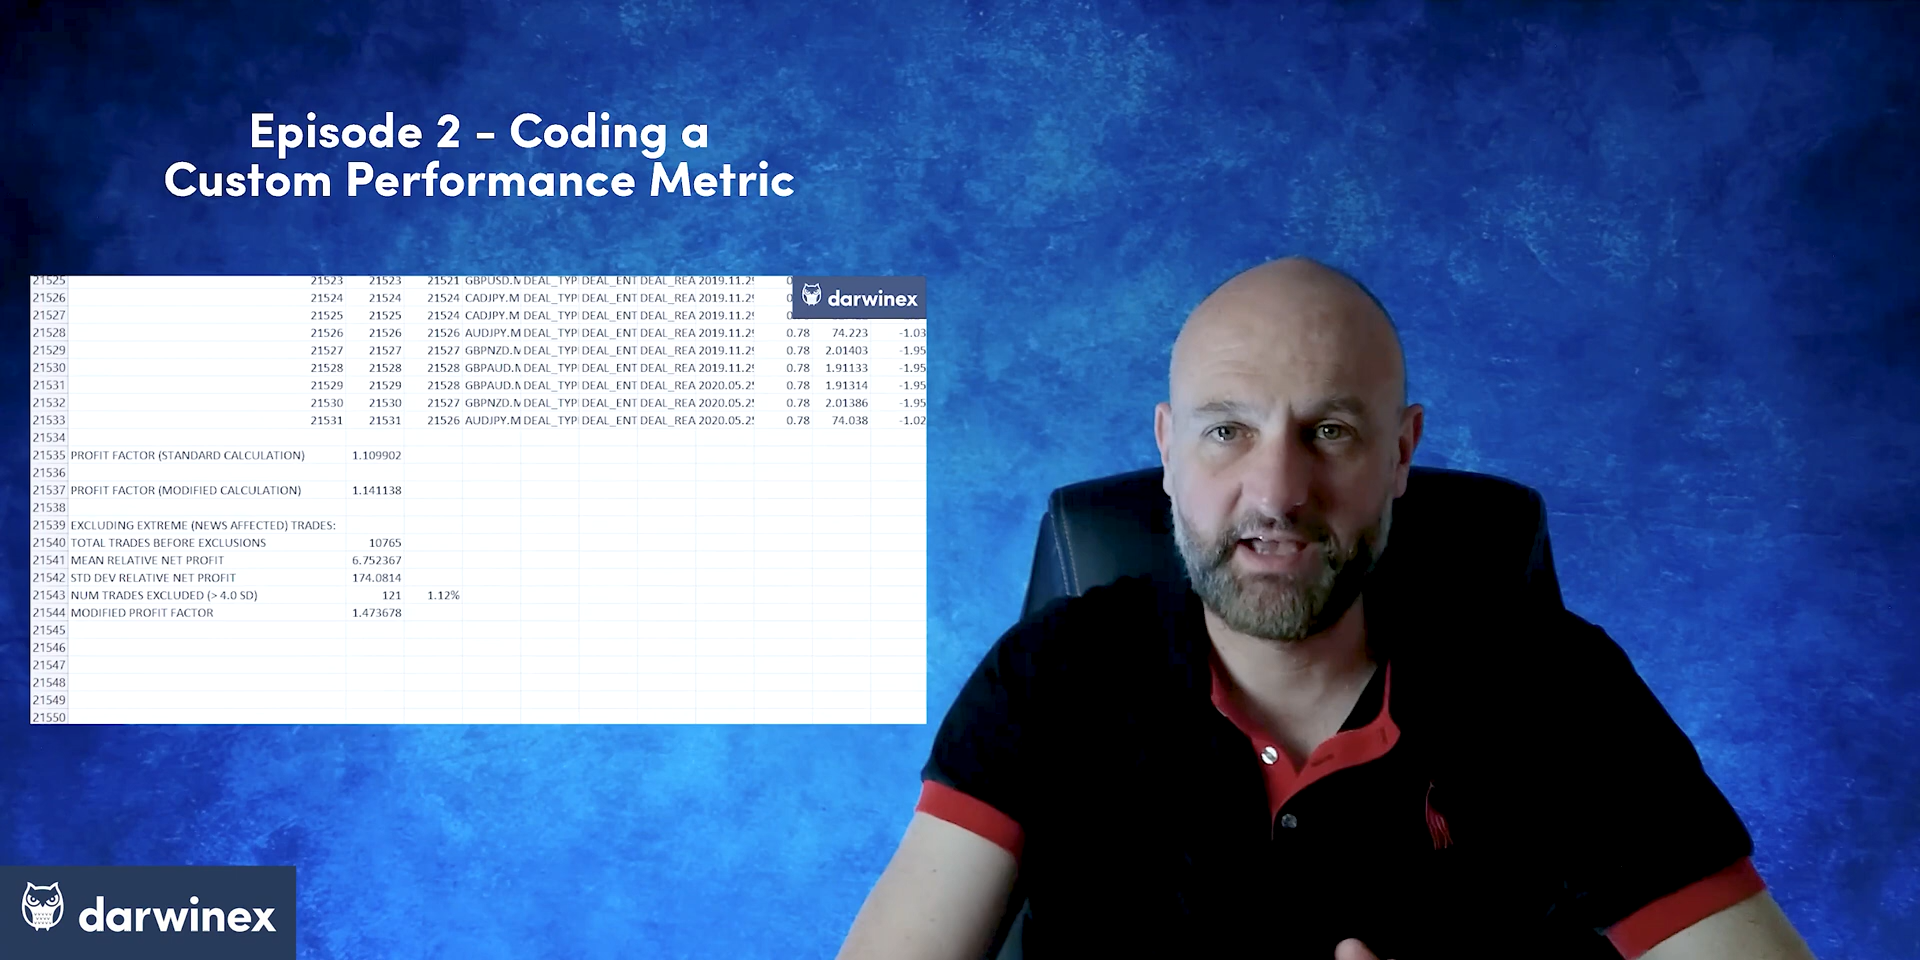 Episode 2 - Coding a
Custom Performance Metric
21525 21523 21523 21521 GBPUSD.M DEAL_TYP DEAL_ENT DEAL_REA 2019.11.2
21526 21524 21524 21524 CADJPY.M DEAL_TYP DEAL_ENT DEAL_REA 2019.11.2
21527 21525 21525 21524 CADJPY.M DEAL_TYP DEAL_ENT DEAL_REA 2019.11.2
darwinex
21528 21526 21526 21526 AUDJPY.M DEAL_TYP DEAL_ENT DEAL_REA 2019.11.2 0.78 74.223 -1.03
21529 21527 21527 21527 GBPNZD.M DEAL_TYP DEAL_ENT DEAL_REA 2019.11.2 0.78 2.01403 -1.95
21530 21528 21528 21528 GBPAUD.M DEAL_TYP DEAL_ENT DEAL_REA 2019.11.2 0.78 1.91133 -1.95
21531 21529 21529 21528 GBPAUD.M DEAL_TYP DEAL_ENT DEAL_REA 2020.05.2 0.78 1.91314 -1.95
21532 21530 21530 21527 GBPNZD.M DEAL_TYP DEAL_ENT DEAL_REA 2020.05.2 0.78 2.01386 -1.95
21533 21531 21531 21526 AUDJPY.M DEAL_TYP DEAL_ENT DEAL_REA 2020.05.2 0.78 74.038 -1.02
21534
21535 PROFIT FACTOR (STANDARD CALCULATION) 1.109902
21536
21537 PROFIT FACTOR (MODIFIED CALCULATION) 1.141138
21538
21539 EXCLUDING EXTREME (NEWS AFFECTED) TRADES:
21540 TOTAL TRADES BEFORE EXCLUSIONS 10765
21541 MEAN RELATIVE NET PROFIT 6.752367
21542 STD DEV RELATIVE NET PROFIT 174.0814
21543 NUM TRADES EXCLUDED (> 4.0 SD) 121 1.12%
21544 MODIFIED PROFIT FACTOR 1.473678
21545
21546
21547
21548
21549
21550
darwinex